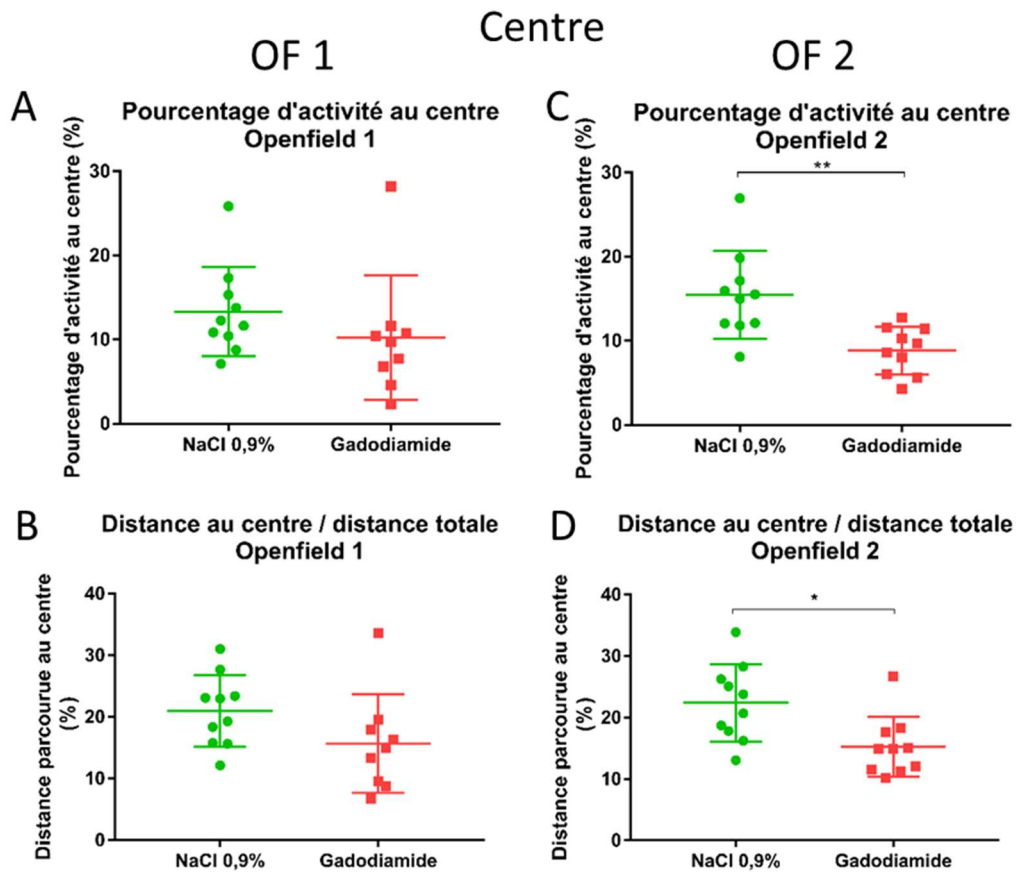 Centre
OF 1
OF 2
A
Pourcentage d'activité au centre
Openfield 1
Pourcentage d'activité au centre (%)
30
20
10
0
NaCl 0,9%
Gadodiamide
C
Pourcentage d'activité au centre
Openfield 2
Pourcentage d'activité au centre (%)
**
30
20
10
0
NaCl 0,9%
Gadodiamide
B
Distance au centre / distance totale
Openfield 1
Distance parcourue au centre
(%)
40
30
20
10
0
NaCl 0,9%
Gadodiamide
D
Distance au centre / distance totale
Openfield 2
Distance parcourue au centre
(%)
*
40
30
20
10
0
NaCl 0,9%
Gadodiamide